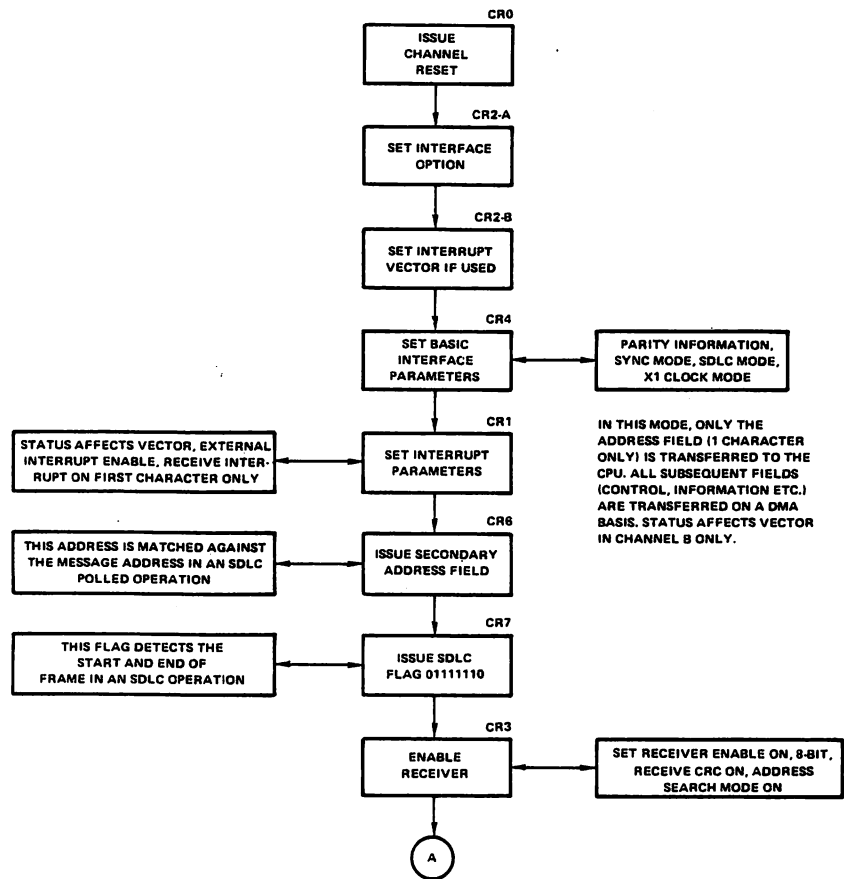 CR0
ISSUE
CHANNEL
RESET
CR2-A
SET INTERFACE
OPTION
CR2-B
SET INTERRUPT
VECTOR IF USED
CR4
SET BASIC
INTERFACE
PARAMETERS
PARITY INFORMATION,
SYNC MODE, SDLC MODE,
X1 CLOCK MODE
CR1
STATUS AFFECTS VECTOR, EXTERNAL
INTERRUPT ENABLE, RECEIVE INTER-
RUPT ON FIRST CHARACTER ONLY
SET INTERRUPT
PARAMETERS
IN THIS MODE, ONLY THE
ADDRESS FIELD (1 CHARACTER
ONLY) IS TRANSFERRED TO THE
CPU. ALL SUBSEQUENT FIELDS
(CONTROL, INFORMATION ETC.)
ARE TRANSFERRED ON A DMA
BASIS. STATUS AFFECTS VECTOR
IN CHANNEL B ONLY.
CR6
THIS ADDRESS IS MATCHED AGAINST
THE MESSAGE ADDRESS IN AN SDLC
POLLED OPERATION
ISSUE SECONDARY
ADDRESS FIELD
CR7
THIS FLAG DETECTS THE
START AND END OF
FRAME IN AN SDLC OPERATION
ISSUE SDLC
FLAG 01111110
CR3
ENABLE
RECEIVER
SET RECEIVER ENABLE ON, 8-BIT,
RECEIVE CRC ON, ADDRESS
SEARCH MODE ON
A